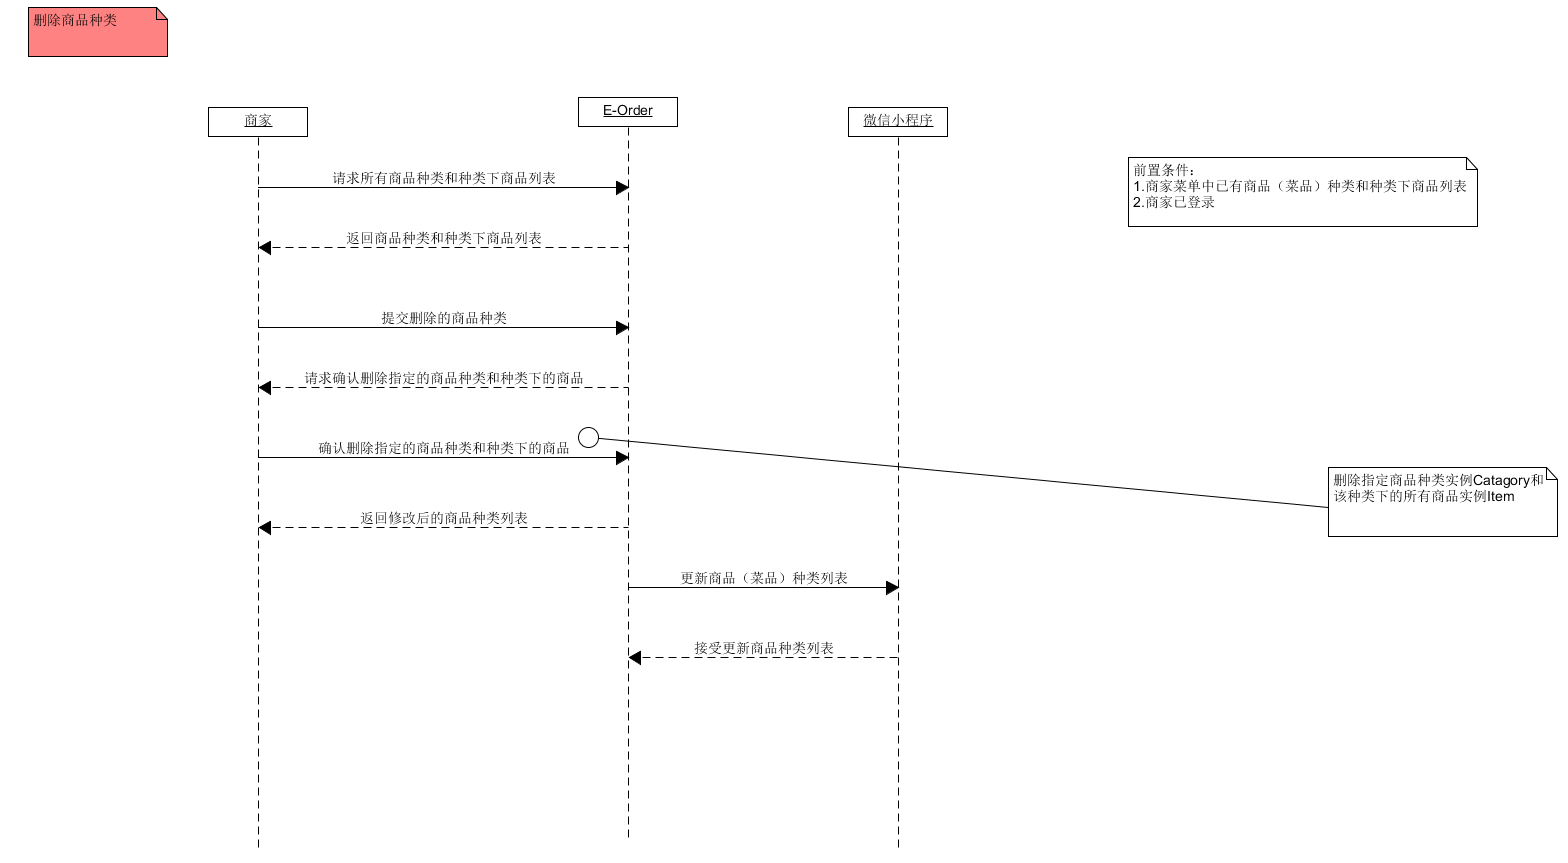 删除商品种类
商家
E-Order
微信小程序
请求所有商品种类和种类下商品列表
前置条件：
1.商家菜单中已有商品（菜品）种类和种类下商品列表
2.商家已登录
返回商品种类和种类下商品列表
提交删除的商品种类
请求确认删除指定的商品种类和种类下的商品
确认删除指定的商品种类和种类下的商品
删除指定商品种类实例Catagory和
该种类下的所有商品实例Item
返回修改后的商品种类列表
更新商品（菜品）种类列表
接受更新商品种类列表